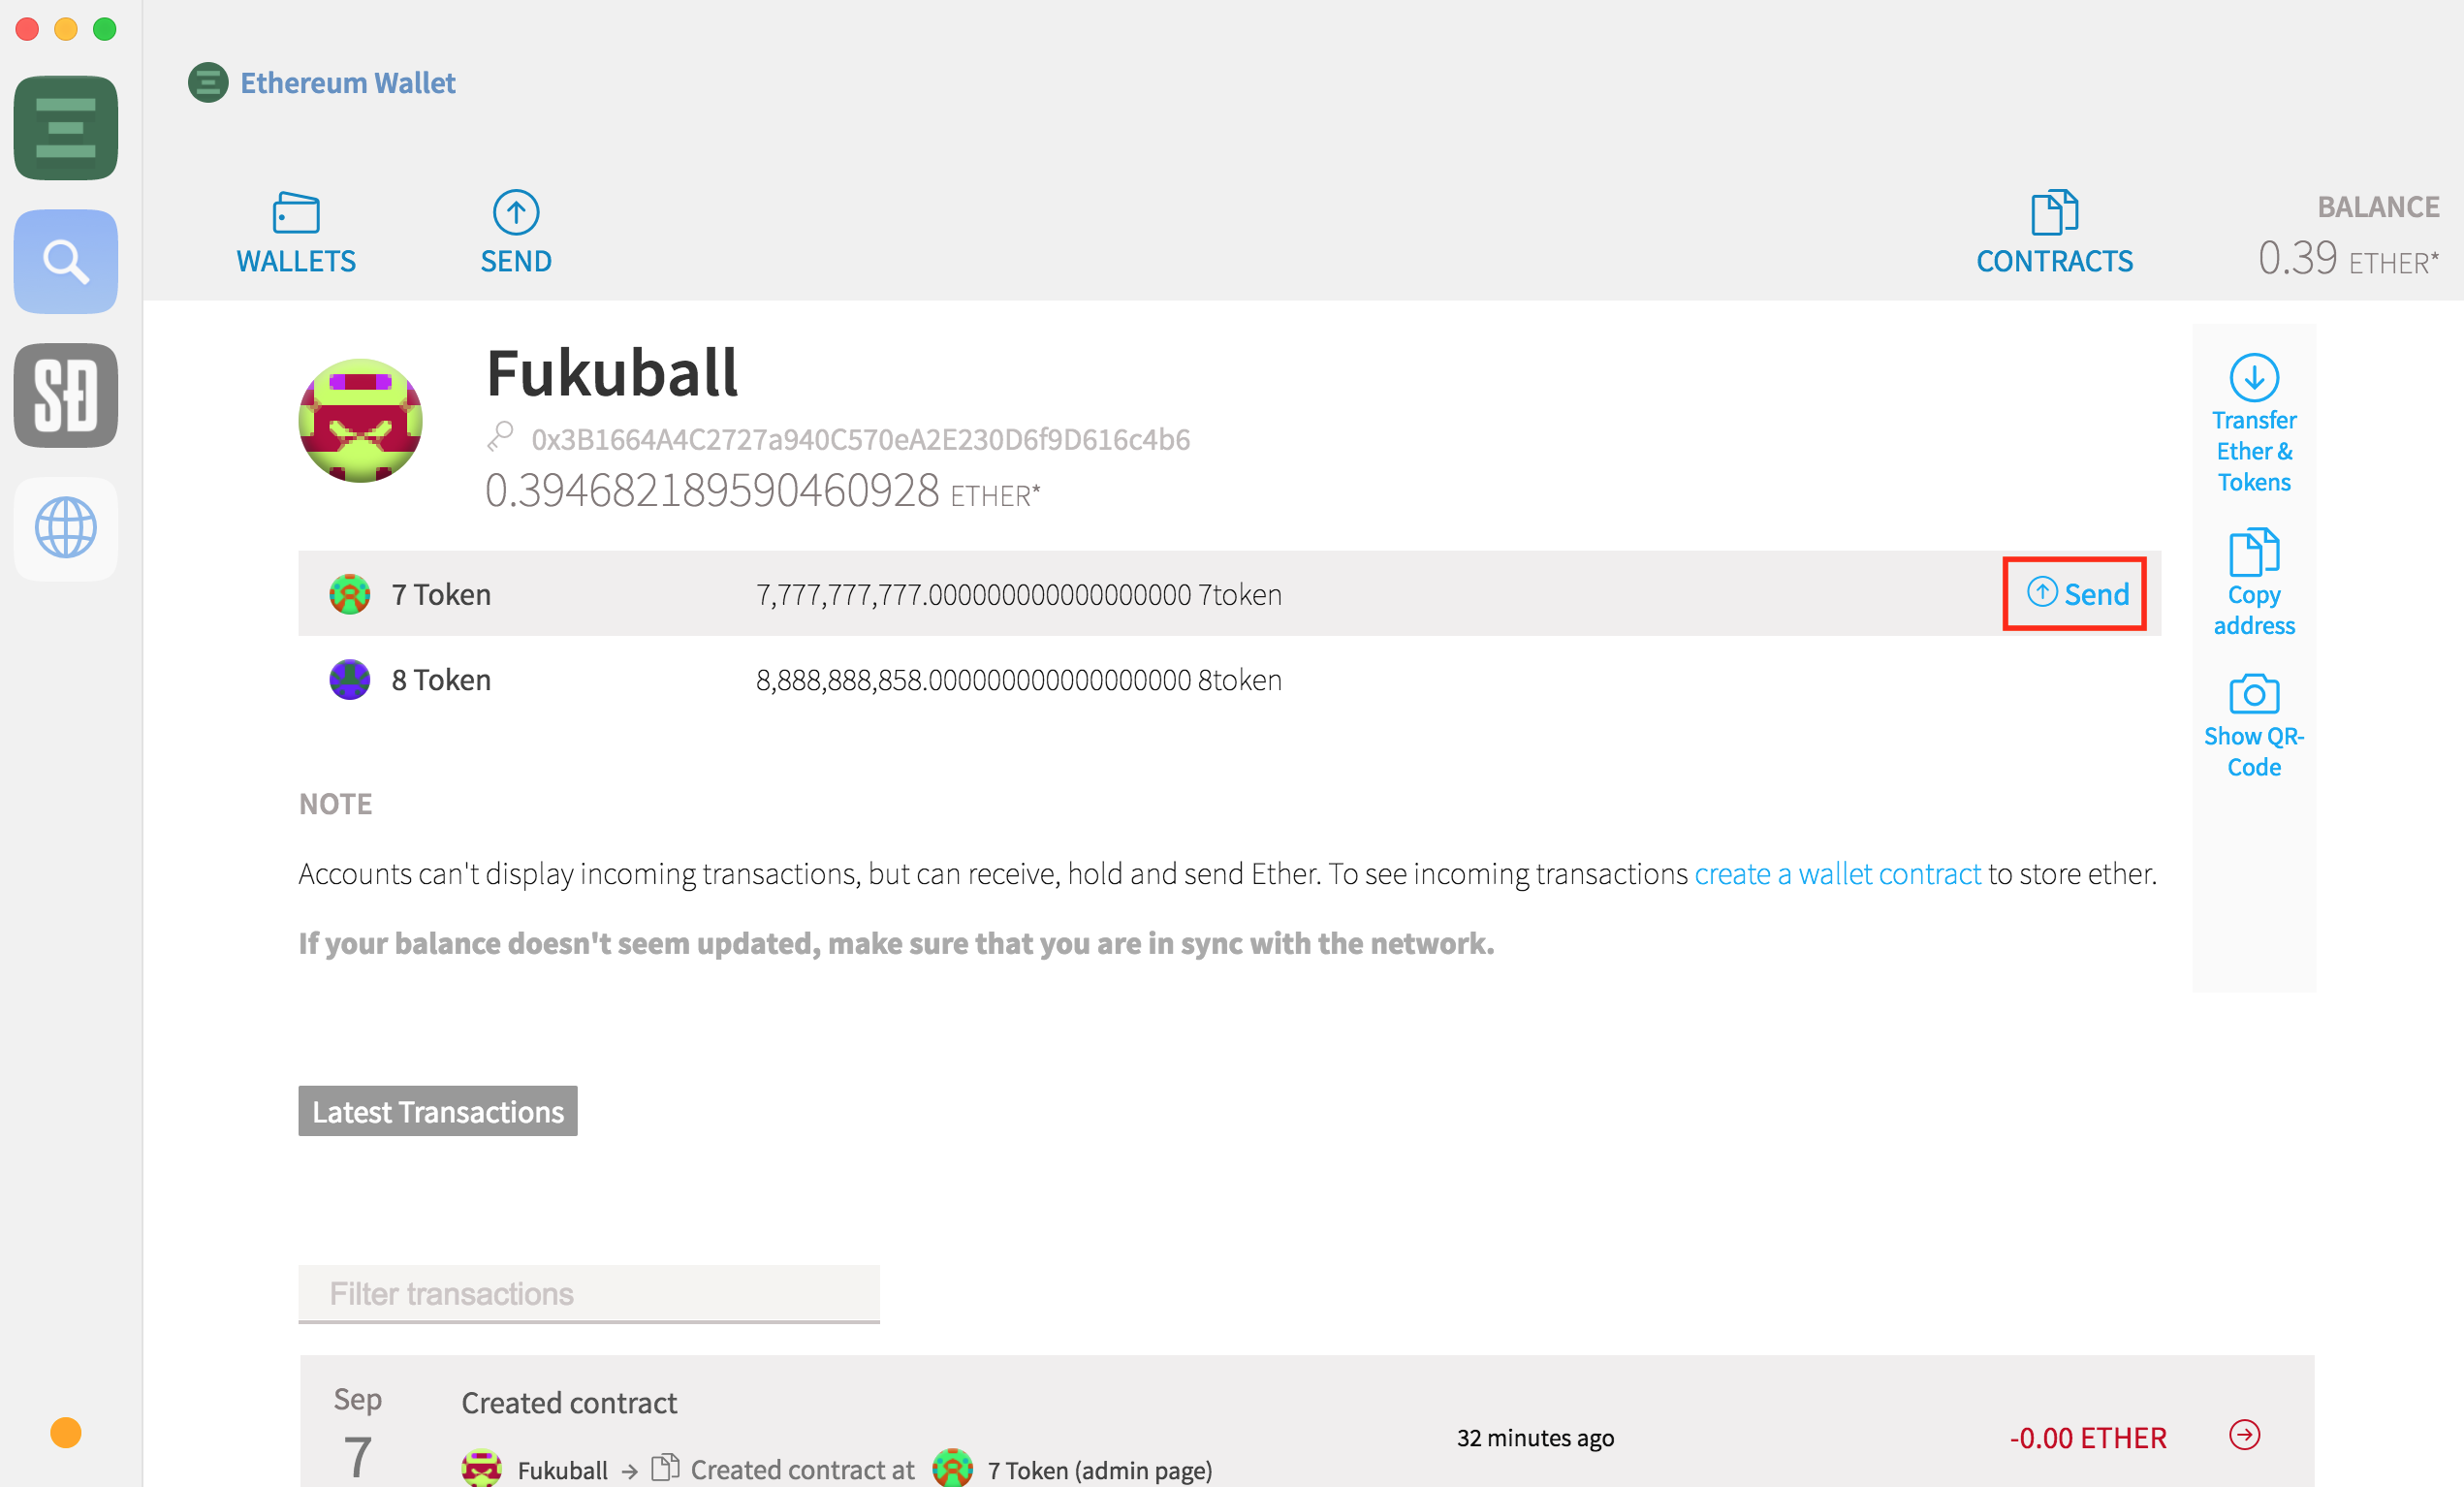 Ethereum Wallet
WALLETS
SEND
CONTRACTS
BALANCE
0.39 ETHER*
SÐ
Fukuball
0x3B1664A4C2727a940C570eA2E230D6f9D616c4b6
0.394682189590460928 ETHER*
7 Token 7,777,777,777.000000000000000000 7token Send
8 Token 8,888,888,858.000000000000000000 8token
Transfer
Ether &
Tokens
Copy
address
Show QR-
Code
NOTE
Accounts can't display incoming transactions, but can receive, hold and send Ether. To see incoming transactions create a wallet contract to store ether.
If your balance doesn't seem updated, make sure that you are in sync with the network.
Latest Transactions
Filter transactions
Sep
7
Created contract
Fukuball → Created contract at 7 Token (admin page)
32 minutes ago
-0.00 ETHER